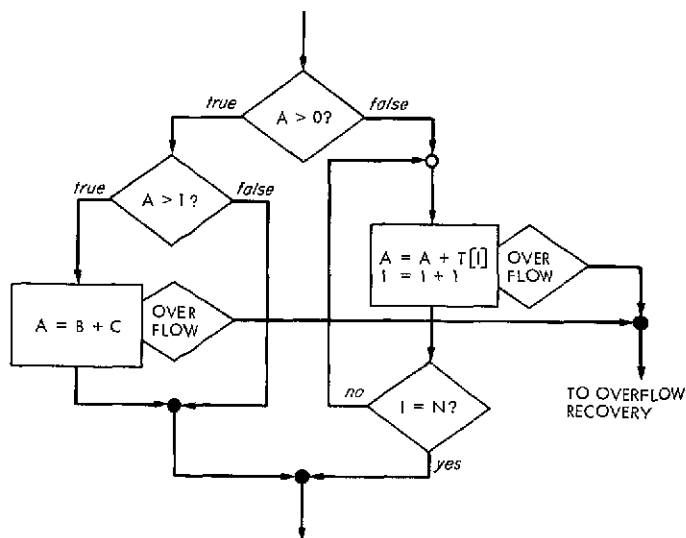 true
false
A > 0?
true
A > 1?
false
A = A + T[I]
I = I + 1
OVER
FLOW
A = B + C
OVER
FLOW
no
I = N?
yes
TO OVERFLOW
RECOVERY